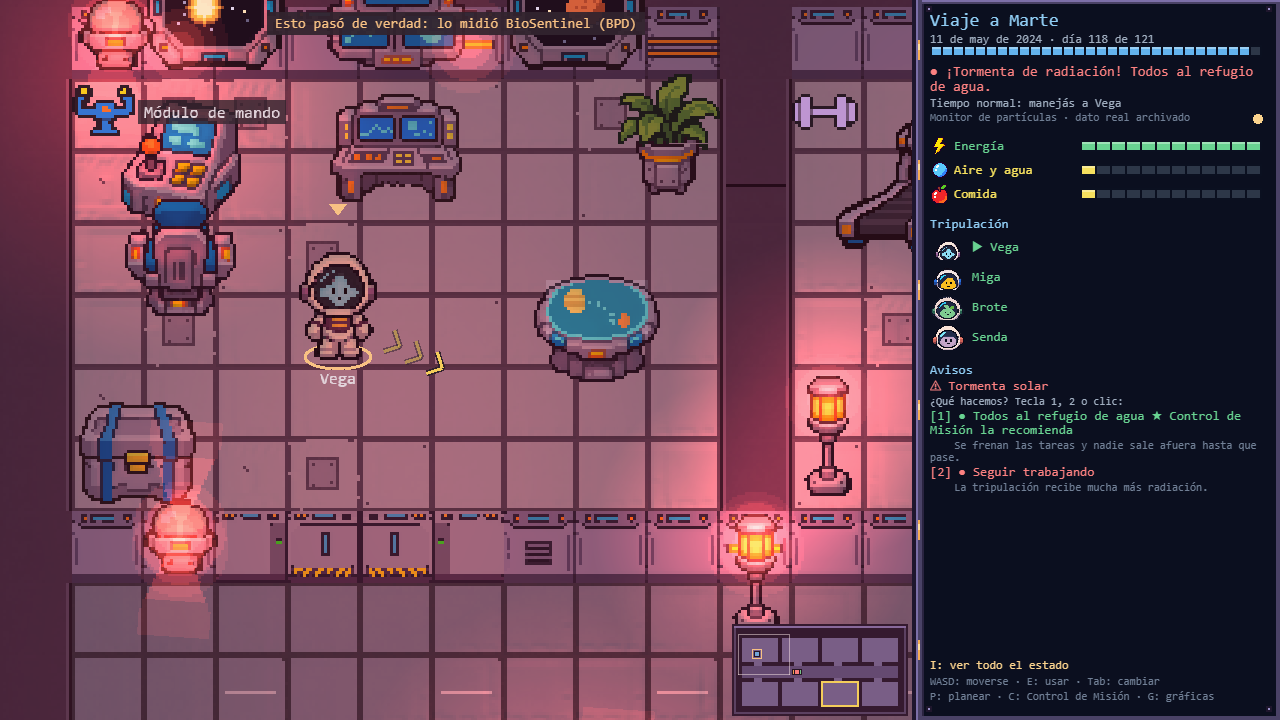 Esto pasó de verdad: lo midió BioSentinel (BPD)
Módulo de mando
Vega
Viaje a Marte
11 de may de 2024 · día 118 de 121
● ¡Tormenta de radiación! Todos al refugio
de agua.
Tiempo normal: manejás a Vega
Monitor de partículas · dato real archivado
Energía
Aire y agua
Comida
Tripulación
▶ Vega
Miga
Brote
Senda
Avisos
⚠ Tormenta solar
¿Qué hacemos? Tecla 1, 2 o clic:
[1] ● Todos al refugio de agua ★ Control de
Misión la recomienda
Se frenan las tareas y nadie sale afuera hasta que
pase.
[2] ● Seguir trabajando
La tripulación recibe mucha más radiación.
I: ver todo el estado
WASD: moverse · E: usar · Tab: cambiar
P: planear · C: Control de Misión · G: gráficas